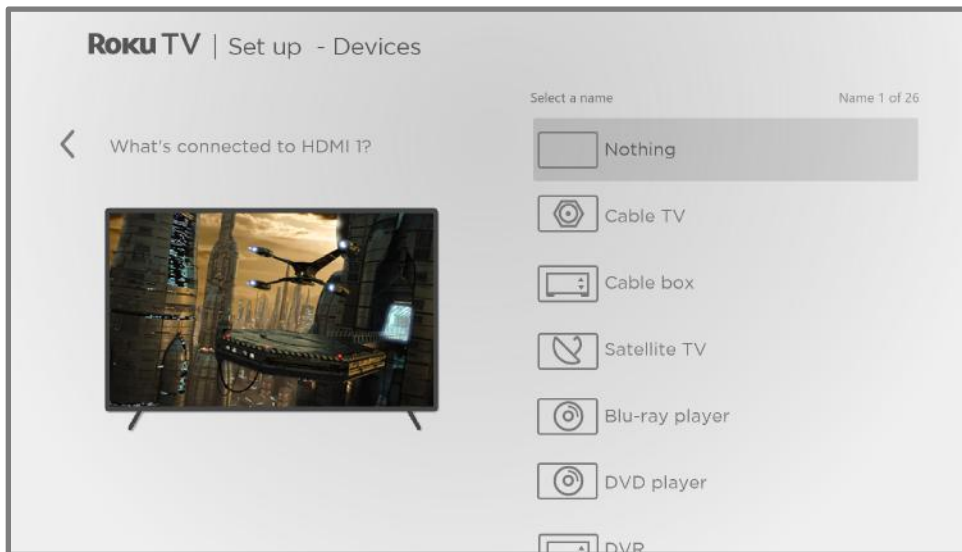 Roku TV | Set up - Devices
Select a name
Name 1 of 26
What's connected to HDMI 1?
Nothing
Cable TV
Cable box
Satellite TV
Blu-ray player
DVD player
DVR